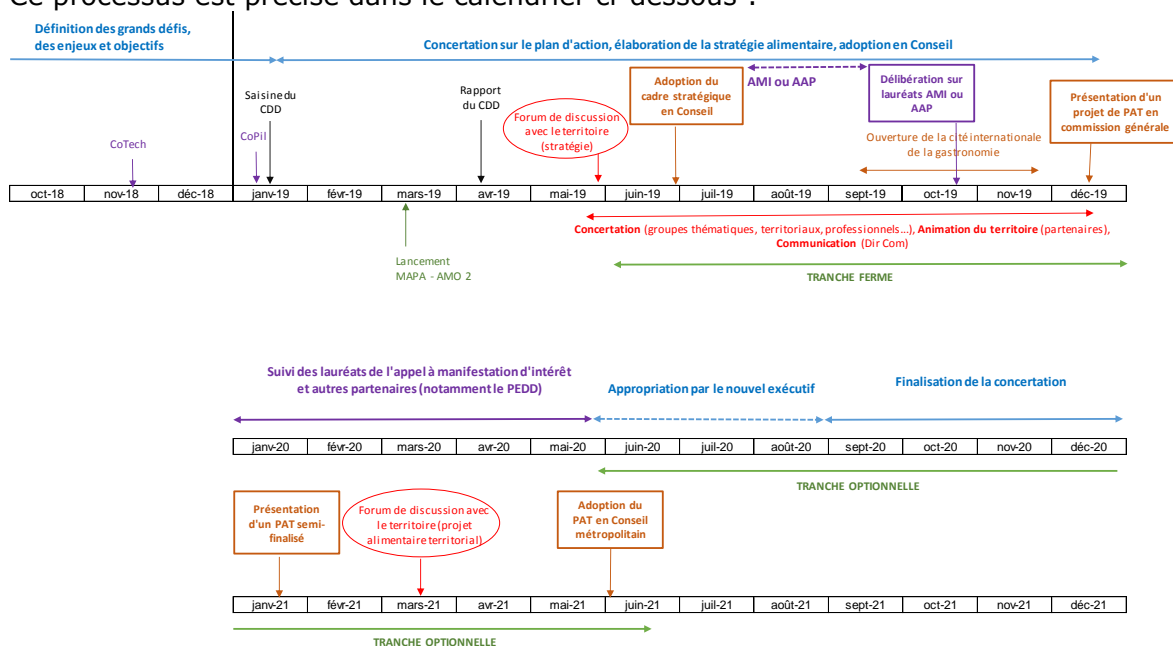 Ce processus est précisé dans le calendrier ci-dessous :
Définition des grands défis,
des enjeux et objectifs
Concertation sur le plan d'action, élaboration de la stratégie alimentaire, adoption en Conseil
Saisine du
CDD
Rapport
du CDD
Adoption du
cadre stratégique
en Conseil
AMI ou AAP
Délibération sur
lauréats AMI ou
AAP
Présentation d'un
projet de PAT en
commission générale
CoTech
CoPil
Forum de discussion
avec le territoire
(stratégie)
Ouverture de la cité internationale
de la gastronomie
oct-18 nov-18 déc-18 janv-19 févr-19 mars-19 avr-19 mai-19 juin-19 juil-19 août-19 sept-19 oct-19 nov-19 déc-19
Concertation (groupes thématiques, territoriaux, professionnels...), Animation du territoire (partenaires),
Communication (Dir Com)
Lancement
MAPA - AMO 2
TRANCHE FERME
Suivi des lauréats de l'appel à manifestation d'intérêt
et autres partenaires (notamment le PEDD)
Appropriation par le nouvel exécutif
Finalisation de la concertation
janv-20 févr-20 mars-20 avr-20 mai-20 juin-20 juil-20 août-20 sept-20 oct-20 nov-20 déc-20
TRANCHE OPTIONNELLE
Présentation
d'un PAT semi-
finalisé
Forum de discussion avec
le territoire (projet
alimentaire territorial)
Adoption du
PAT en Conseil
métropolitain
janv-21 févr-21 mars-21 avr-21 mai-21 juin-21 juil-21 août-21 sept-21 oct-21 nov-21 déc-21
TRANCHE OPTIONNELLE